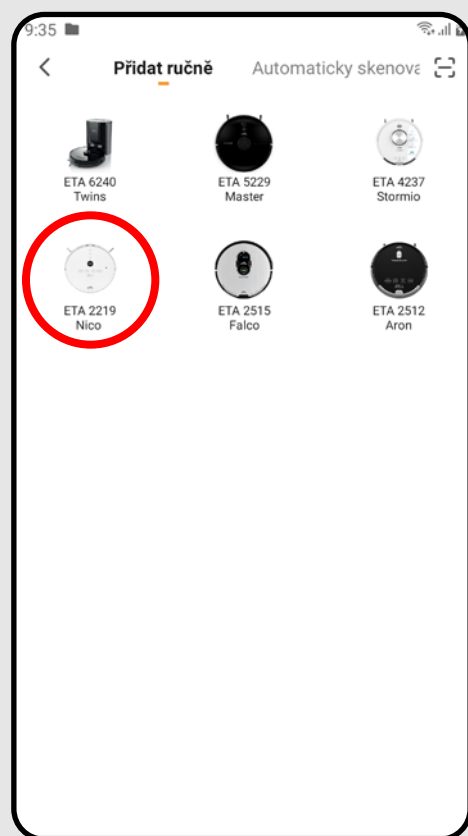 9:35
Přidat ručně Automaticky skenova
ETA 6240
Twins
ETA 5229
Master
ETA 4237
Stormio
ETA 2219
Nico
ETA 2515
Falco
ETA 2512
Aron